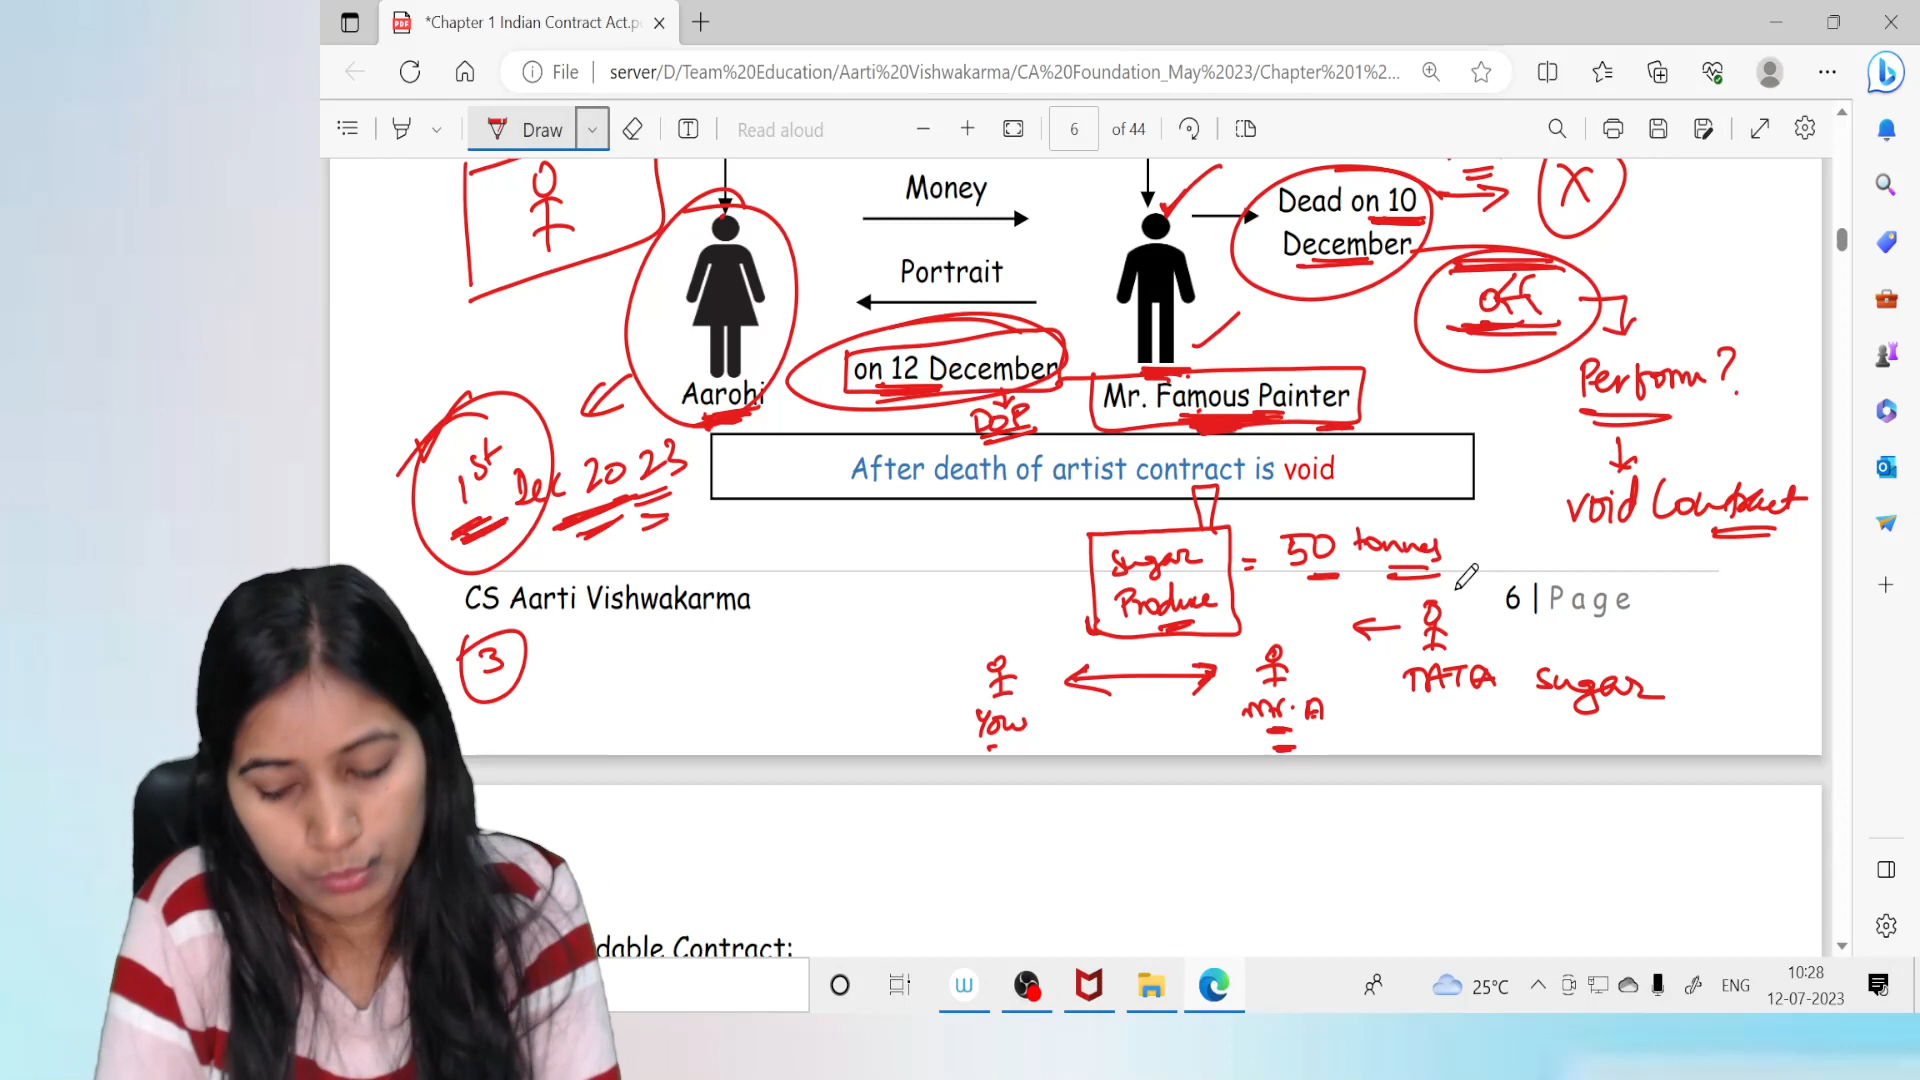 *Chapter 1 Indian Contract Act.p
File server/D/Team%20Education/Aarti%20Vishwakarma/CA%20Foundation_May%2023/Chapter%201%2...
Draw
Read aloud
6 of 44
Money
Portrait
Dead on 10
December
X
off
Perform?
void Contract
on 12 December
DOP
Aarohi
Mr. Famous Painter
1st Dec 2023
After death of artist contract is void
Sugar
Produce
= 50 tonnes
CS Aarti Vishwakarma
6 | Page
3
You
Mr. A
TATA Sugar
dable Contract:
25°C
ENG
10:28
12-07-2023